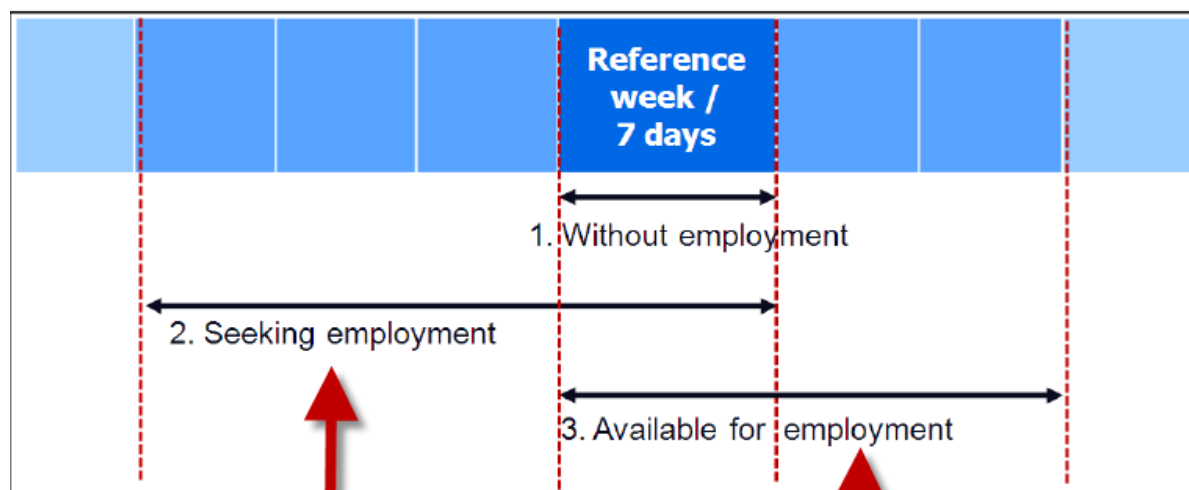 Reference
week /
7 days
1. Without employment
2. Seeking employment
3. Available for employment